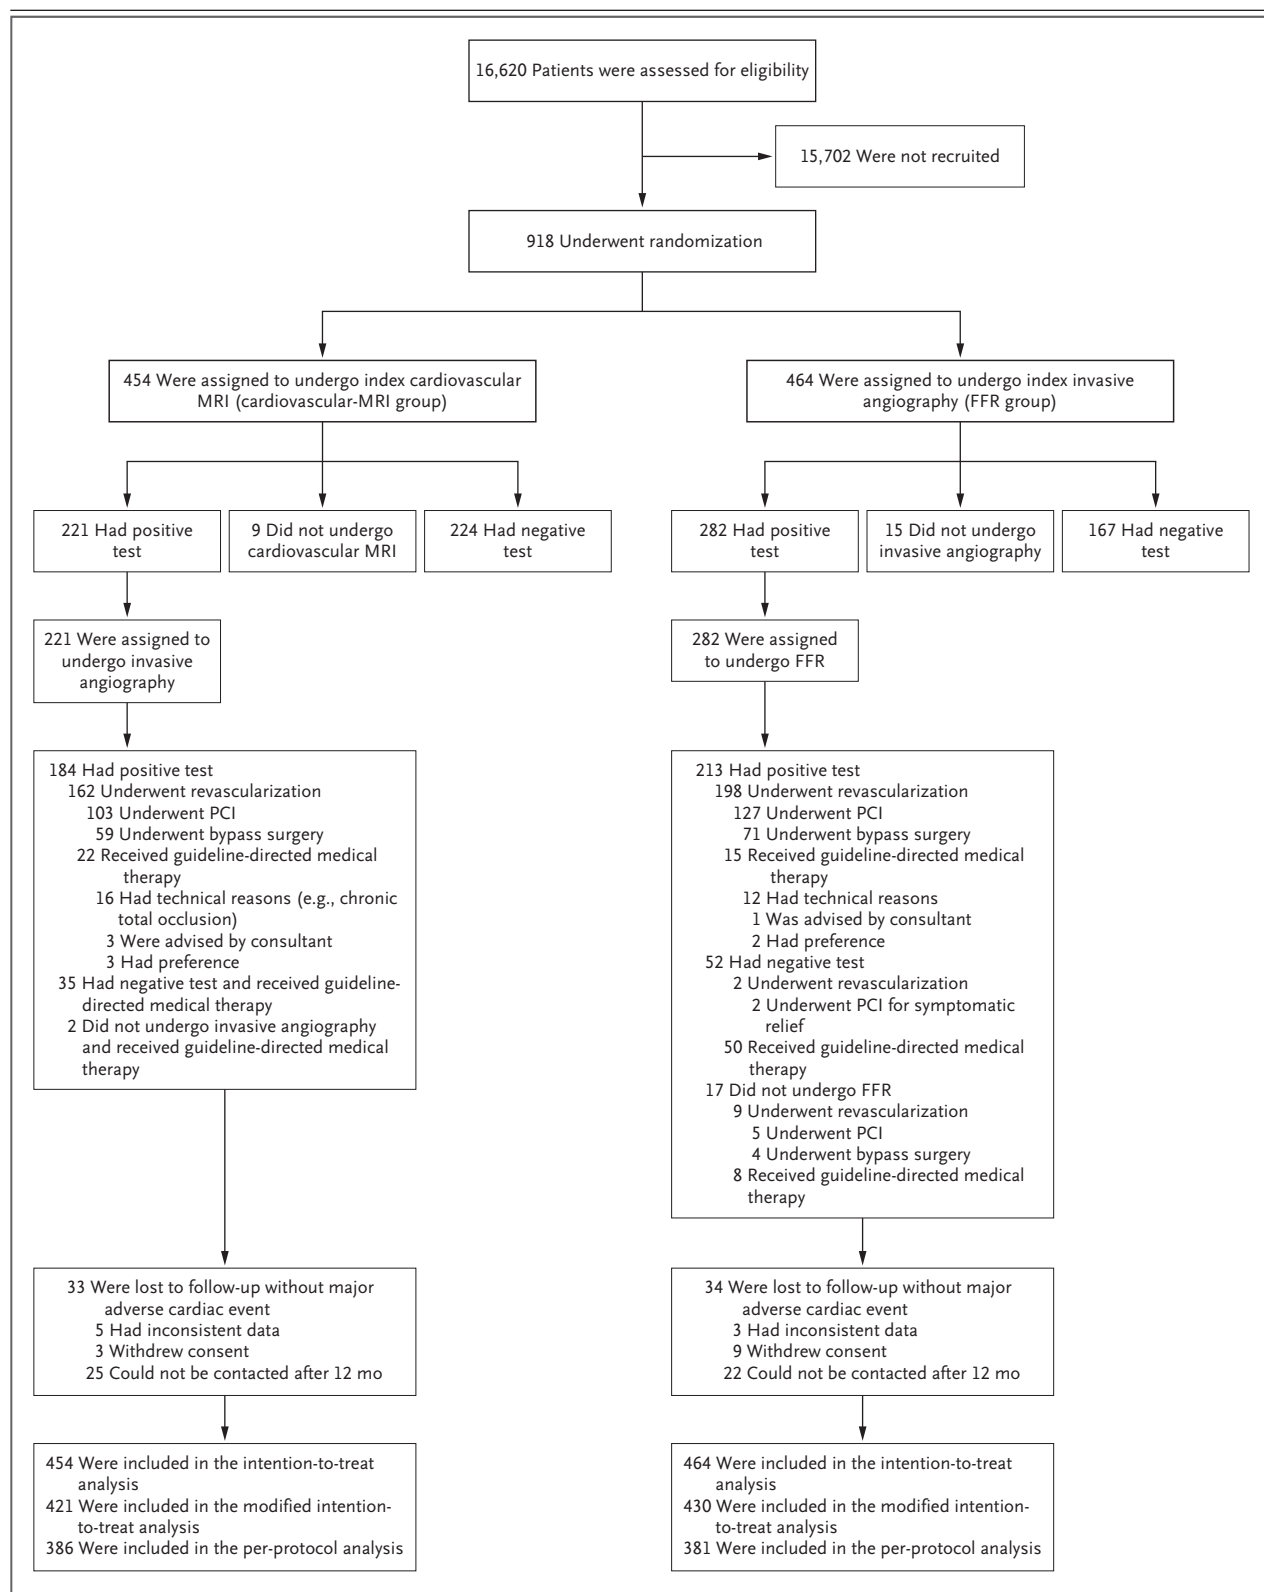 16,620 Patients were assessed for eligibility
15,702 Were not recruited
918 Underwent randomization
454 Were assigned to undergo index cardiovascular
MRI (cardiovascular-MRI group)
464 Were assigned to undergo index invasive
angiography (FFR group)
221 Had positive
test
9 Did not undergo
cardiovascular MRI
224 Had negative
test
282 Had positive
test
15 Did not undergo
invasive angiography
167 Had negative
test
221 Were assigned to
undergo invasive
angiography
282 Were assigned
to undergo FFR
184 Had positive test
162 Underwent revascularization
103 Underwent PCI
59 Underwent bypass surgery
22 Received guideline-directed medical
therapy
16 Had technical reasons (e.g., chronic
total occlusion)
3 Were advised by consultant
3 Had preference
35 Had negative test and received guideline-
directed medical therapy
2 Did not undergo invasive angiography
and received guideline-directed medical
therapy
213 Had positive test
198 Underwent revascularization
127 Underwent PCI
71 Underwent bypass surgery
15 Received guideline-directed medical
therapy
12 Had technical reasons
1 Was advised by consultant
2 Had preference
52 Had negative test
2 Underwent revascularization
2 Underwent PCI for symptomatic
relief
50 Received guideline-directed medical
therapy
17 Did not undergo FFR
9 Underwent revascularization
5 Underwent PCI
4 Underwent bypass surgery
8 Received guideline-directed medical
therapy
33 Were lost to follow-up without major
adverse cardiac event
5 Had inconsistent data
3 Withdrew consent
25 Could not be contacted after 12 mo
34 Were lost to follow-up without major
adverse cardiac event
3 Had inconsistent data
9 Withdrew consent
22 Could not be contacted after 12 mo
454 Were included in the intention-to-treat
analysis
421 Were included in the modified intention-
to-treat analysis
386 Were included in the per-protocol analysis
464 Were included in the intention-to-treat
analysis
430 Were included in the modified intention-
to-treat analysis
381 Were included in the per-protocol analysis